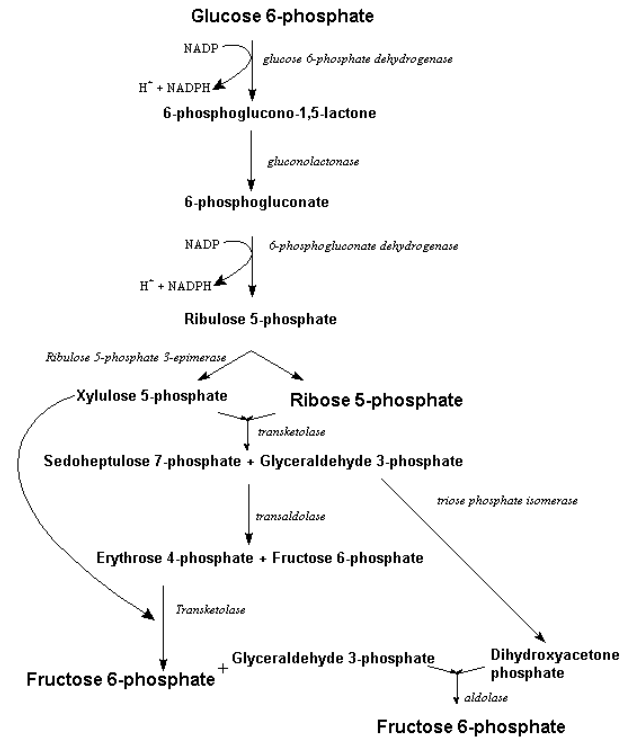 Glucose 6-phosphate
NADP
glucose 6-phosphate dehydrogenase
H+ + NADPH
6-phosphoglucono-1,5-lactone
gluconolactonase
6-phosphogluconate
NADP
6-phosphogluconate dehydrogenase
H+ + NADPH
Ribulose 5-phosphate
Ribulose 5-phosphate 3-epimerase
Xylulose 5-phosphate
Ribose 5-phosphate
transketolase
Sedoheptulose 7-phosphate + Glyceraldehyde 3-phosphate
triose phosphate isomerase
transaldolase
Erythrose 4-phosphate + Fructose 6-phosphate
Transketolase
Fructose 6-phosphate + Glyceraldehyde 3-phosphate
Dihydroxyacetone
phosphate
aldolase
Fructose 6-phosphate